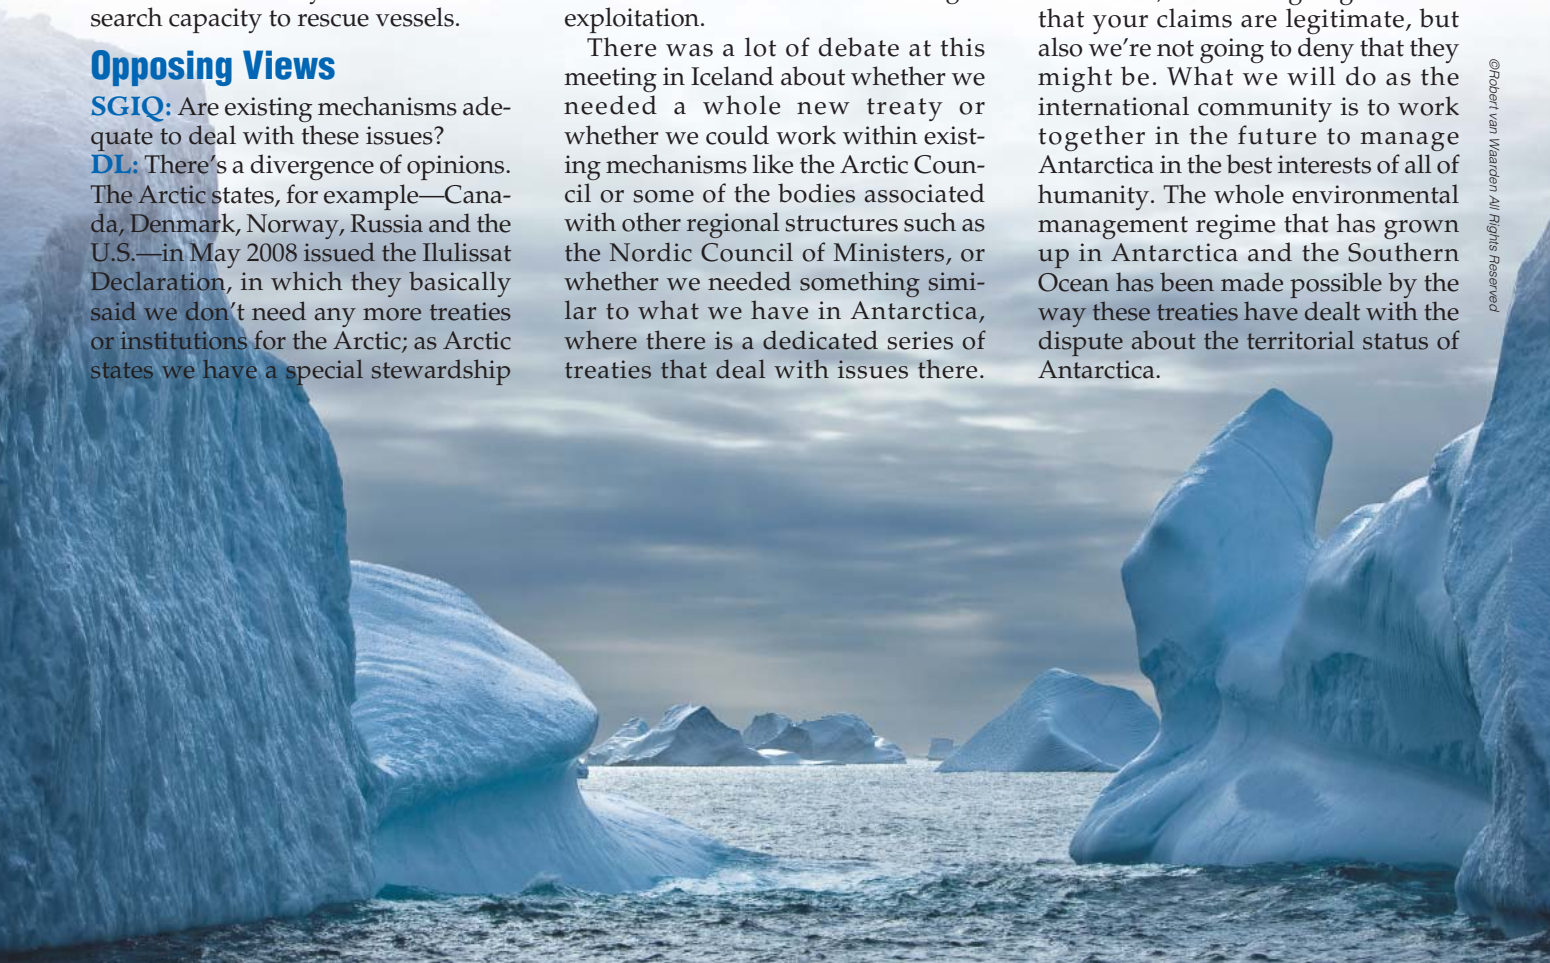 search capacity to rescue vessels.
Opposing Views
SGIQ: Are existing mechanisms ade-
quate to deal with these issues?
DL: There's a divergence of opinions.
The Arctic states, for example—Cana-
da, Denmark, Norway, Russia and the
U.S.—in May 2008 issued the Ilulissat
Declaration, in which they basically
said we don't need any more treaties
or institutions for the Arctic; as Arctic
states we have a special stewardship
exploitation.
There was a lot of debate at this
meeting in Iceland about whether we
needed a whole new treaty or
whether we could work within exist-
ing mechanisms like the Arctic Coun-
cil or some of the bodies associated
with other regional structures such as
the Nordic Council of Ministers, or
whether we needed something simi-
lar to what we have in Antarctica,
where there is a dedicated series of
treaties that deal with issues there.
that your claims are legitimate, but
also we're not going to deny that they
might be. What we will do as the
international community is to work
together in the future to manage
Antarctica in the best interests of all of
humanity. The whole environmental
management regime that has grown
up in Antarctica and the Southern
Ocean has been made possible by the
way these treaties have dealt with the
dispute about the territorial status of
Antarctica.
©Robert van Waarden All Rights Reserved